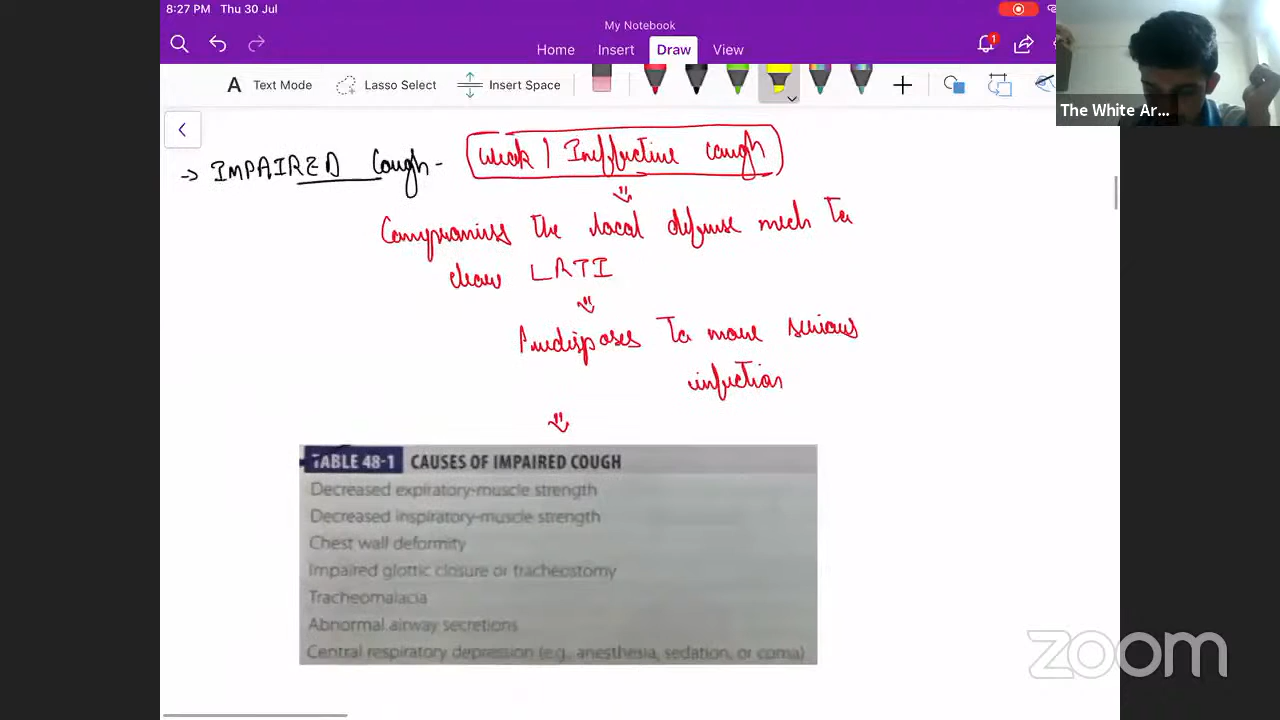 8:27 PM Thu 30 Jul
My Notebook
Home Insert Draw View
1
A Text Mode Lasso Select Insert Space
The White Ar...
→ IMPAIRED Cough - Weak / Ineffective cough
Compromises the local defense mech to
clear LRTI
Predisposes to more serious
infection
TABLE 48-1 CAUSES OF IMPAIRED COUGH
Decreased expiratory-muscle strength
Decreased inspiratory-muscle strength
Chest wall deformity
Impaired glottic closure or tracheostomy
Tracheomalacia
Abnormal airway secretions
Central respiratory depression (e.g., anesthesia, sedation, or coma)
zoom